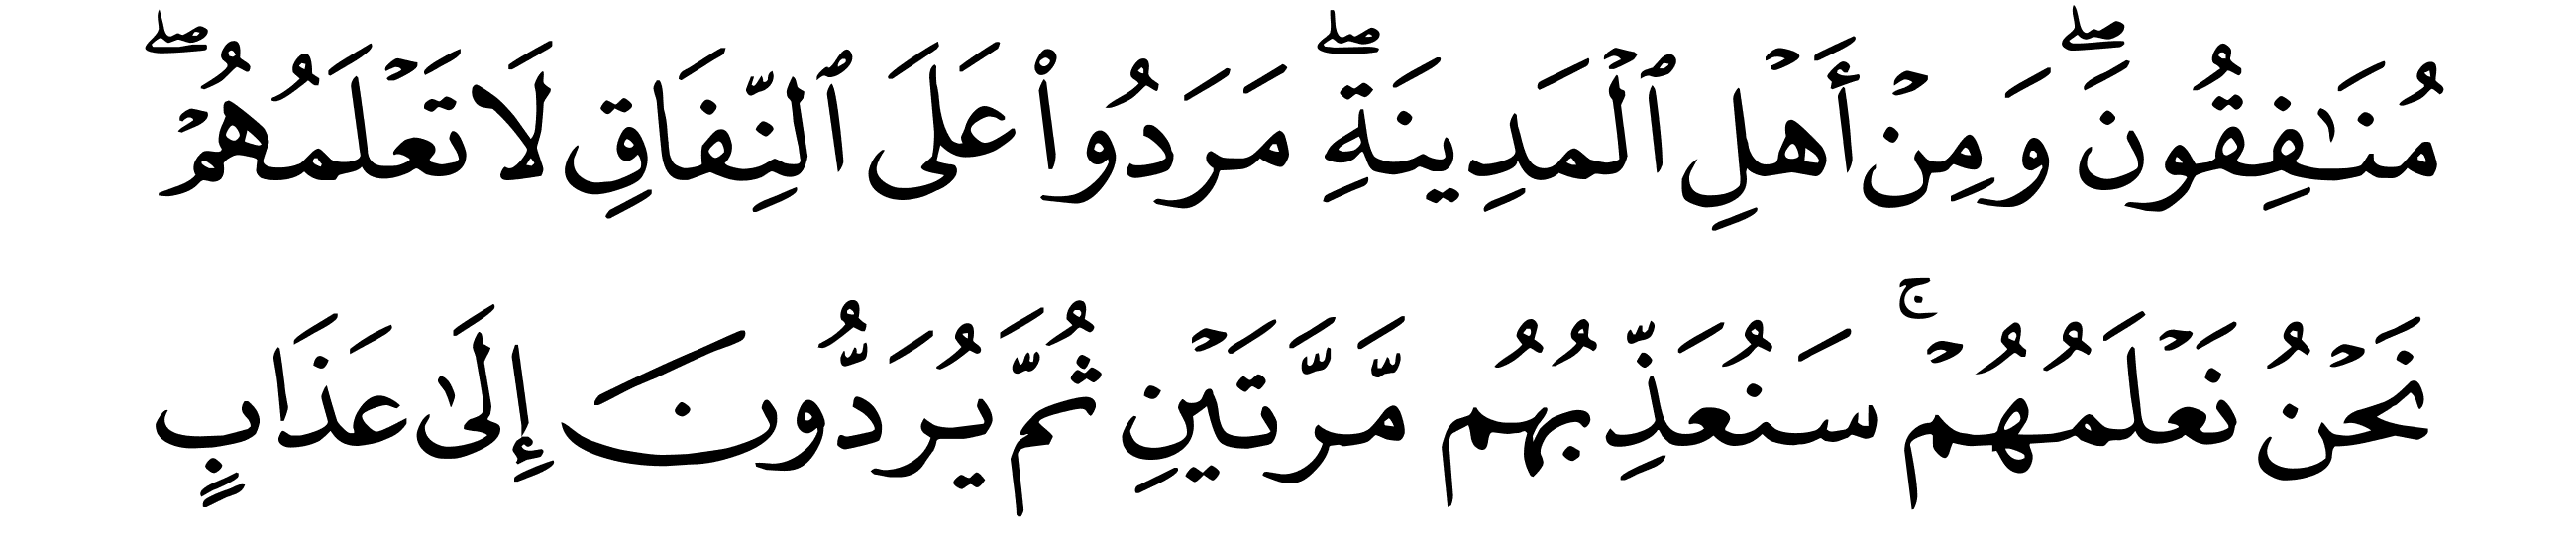 مُنَـٰفِقُونَۖ وَمِنۡ أَهۡلِ ٱلۡمَدِينَةِۖ مَرَدُواْ عَلَى ٱلنِّفَاقِ لَا تَعۡلَمُهُمۡۖ
نَحۡنُ نَعۡلَمُهُمۡۚ سَنُعَذِّبُهُم مَّرَّتَيۡنِ ثُمَّ يُرَدُّونَ إِلَىٰ عَذَابٍ